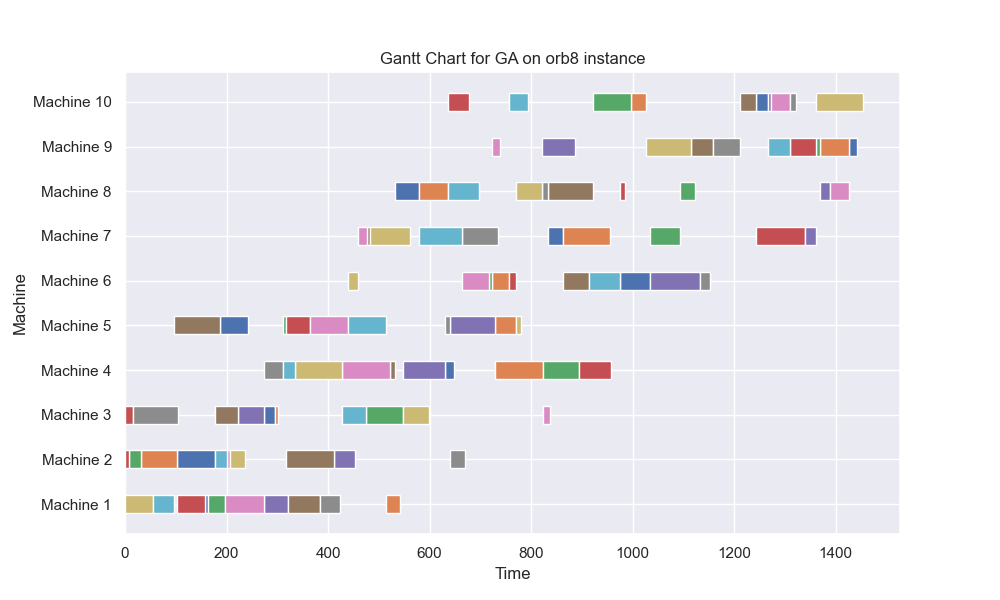 Gantt Chart for GA on orb8 instance
Machine 10
Machine 9
Machine 8
Machine 7
Machine 6
Machine 5
Machine 4
Machine 3
Machine 2
Machine 1
Machine
0 200 400 600 800 1000 1200 1400
Time